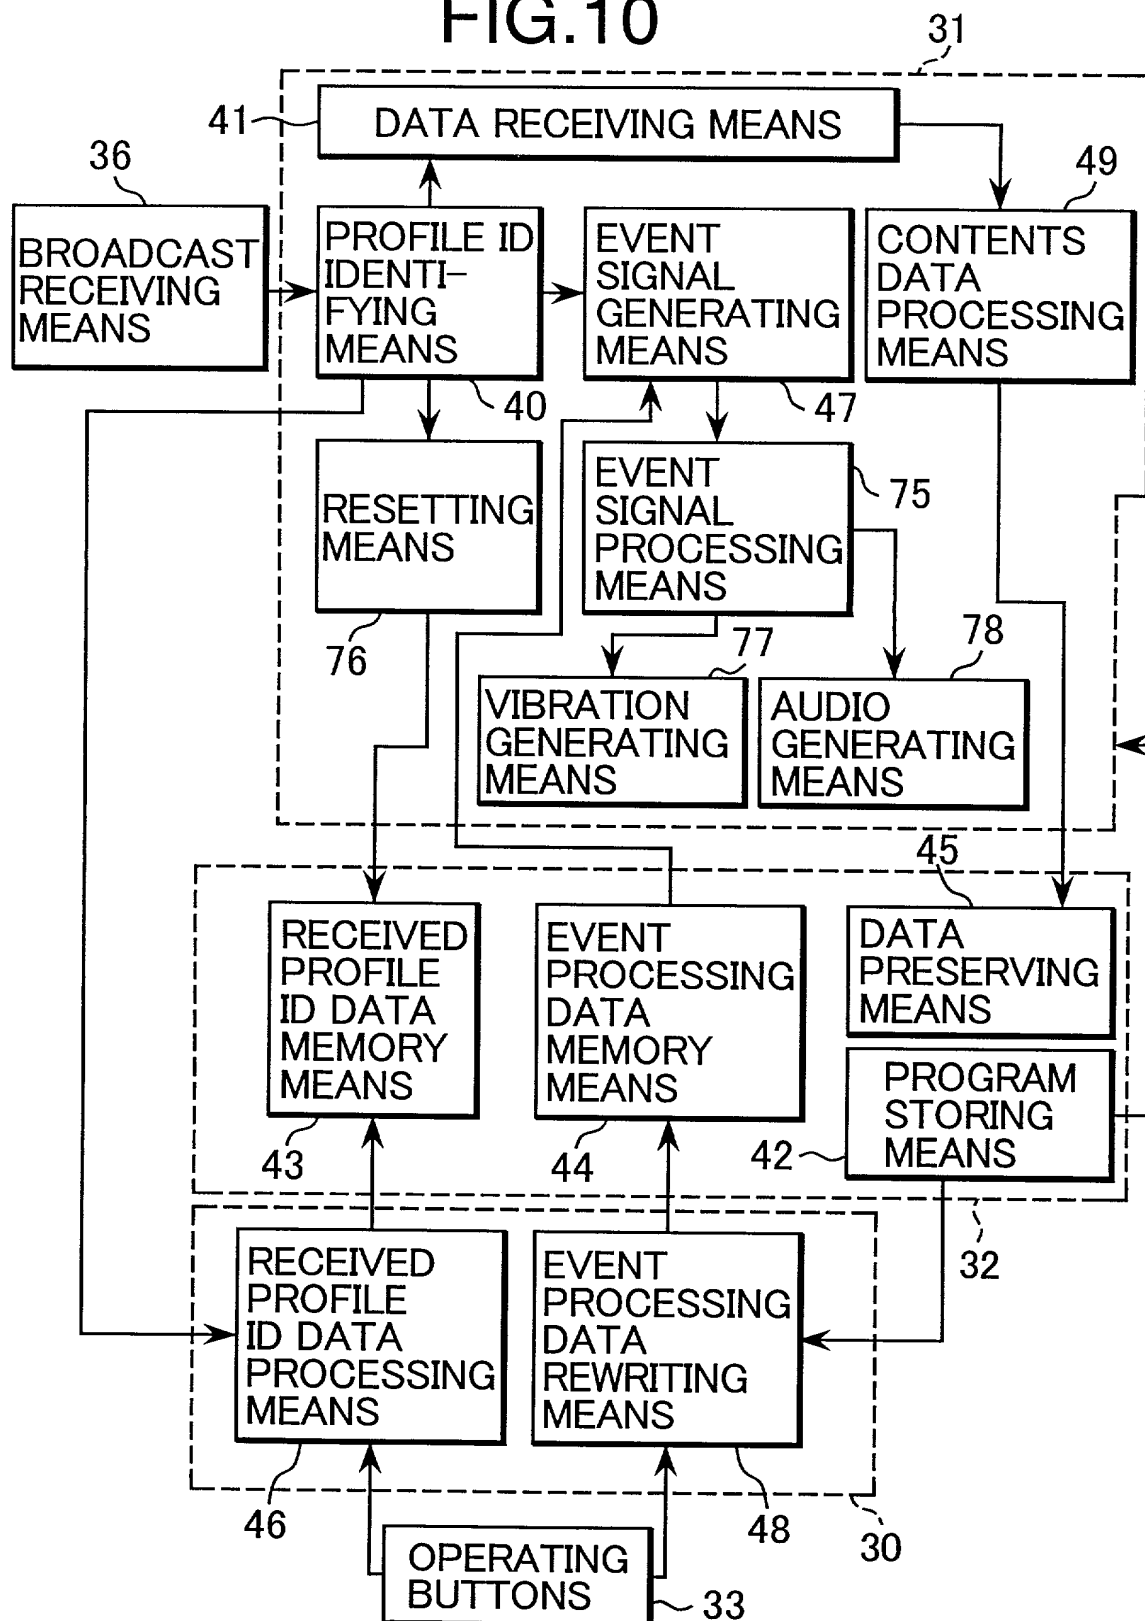 FIG.10
31
41
DATA RECEIVING MEANS
36
49
BROADCAST
RECEIVING
MEANS
PROFILE ID
IDENTI-
FYING
MEANS
EVENT
SIGNAL
GENERATING
MEANS
CONTENTS
DATA
PROCESSING
MEANS
40
47
RESETTING
MEANS
EVENT
SIGNAL
PROCESSING
MEANS
75
76
77
78
VIBRATION
GENERATING
MEANS
AUDIO
GENERATING
MEANS
45
RECEIVED
PROFILE
ID DATA
MEMORY
MEANS
EVENT
PROCESSING
DATA
MEMORY
MEANS
DATA
PRESERVING
MEANS
PROGRAM
STORING
MEANS
43
44
42
32
RECEIVED
PROFILE
ID DATA
PROCESSING
MEANS
EVENT
PROCESSING
DATA
REWRITING
MEANS
46
48
30
OPERATING
BUTTONS
33